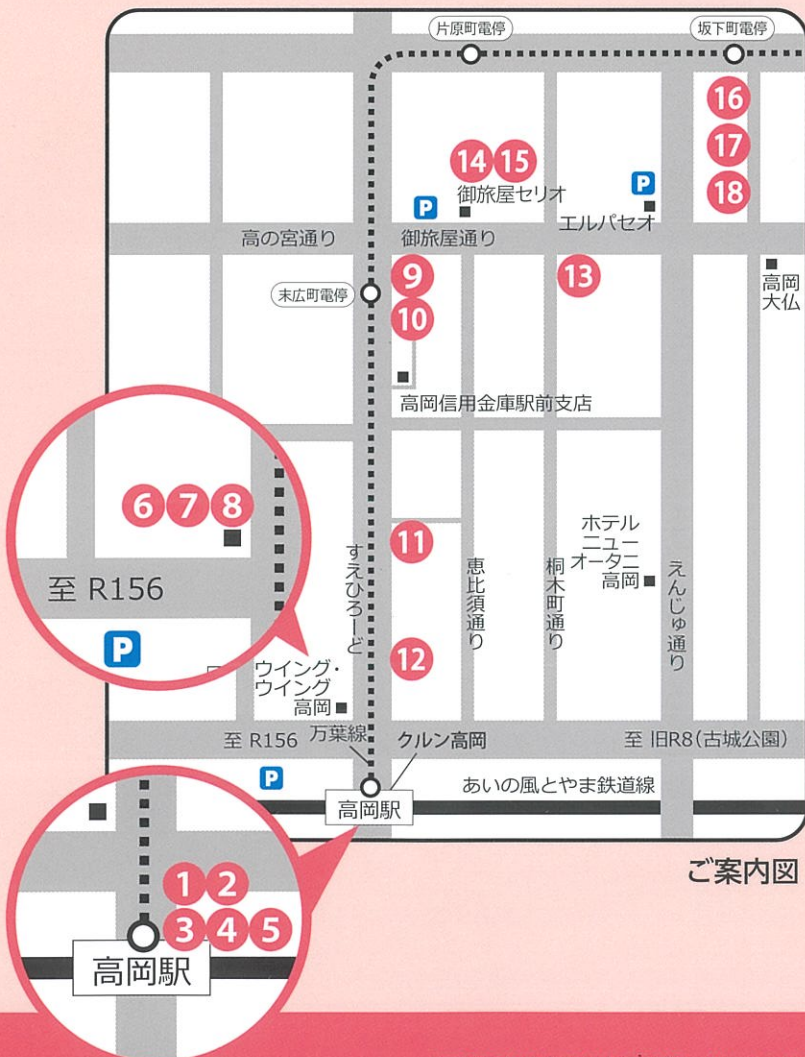 片原町電停
坂下町電停
16
17
18
14 15
P
御旅屋セリオ
P
エルパセオ
高の宮通り
御旅屋通り
末広町電停
9
10
13
高岡
大仏
高岡信用金庫駅前支店
6 7 8
至 R156
P
すえひろーど
11
恵比須通り
桐木町通り
ホテル
ニュー
オータニ
高岡
えんじゅ通り
12
ウイング・
ウイング
高岡
至 R156
万葉線
クルン高岡
至 旧R8(古城公園)
P
あいの風とやま鉄道線
高岡駅
ご案内図
1 2
3 4 5
高岡駅